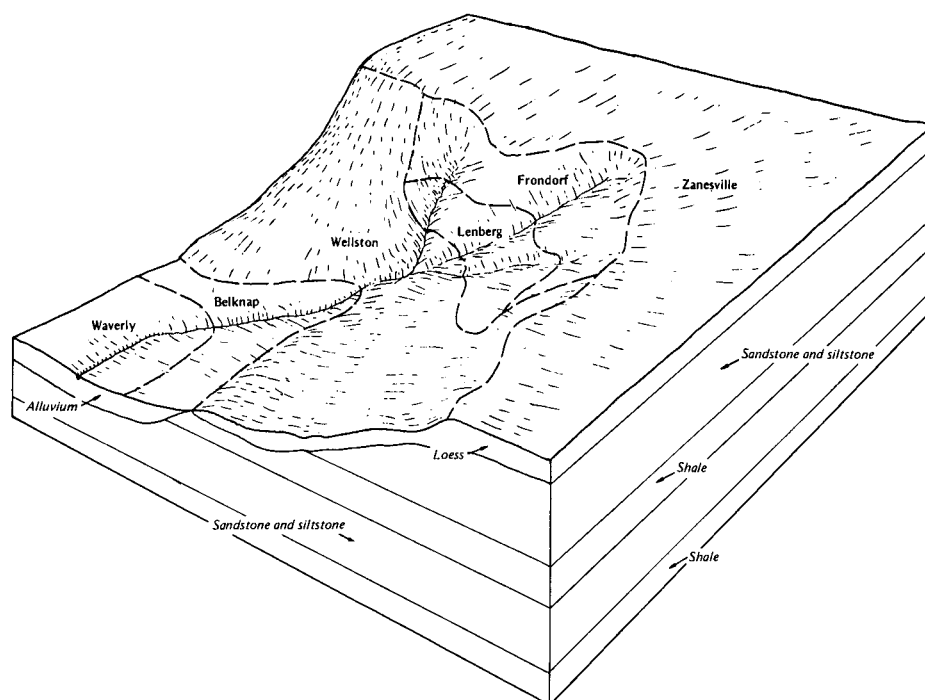 Frondorf
Zanesville
Lenberg
Wellston
Belknap
Waverly
Sandstone and siltstone
Alluvium
Loess
Shale
Sandstone and siltstone
Shale